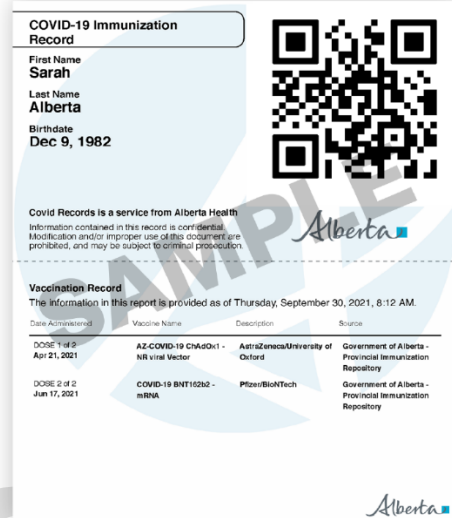 COVID-19 Immunization
Record
First Name
Sarah
Last Name
Alberta
Birthdate
Dec 9, 1982
Covid Records is a service from Alberta Health
Information contained in this record is confidential.
Modification and/or improper use of this document are
prohibited, and may be subject to criminal prosecution.
Alberta
SAMPLE
Vaccination Record
The information in this report is provided as of Thursday, September 30, 2021, 8:12 AM.
Date Administered Vaccine Name Description Source
DOSE 1 of 2 AZ-COVID-19 ChAdOx1 - AstraZeneca/University of Government of Alberta -
Apr 21, 2021 NR viral Vector Oxford Provincial Immunization
Repository
DOSE 2 of 2 COVID-19 BNT162b2 - Pfizer/BioNTech Government of Alberta -
Jun 17, 2021 mRNA Provincial Immunization
Repository
Alberta